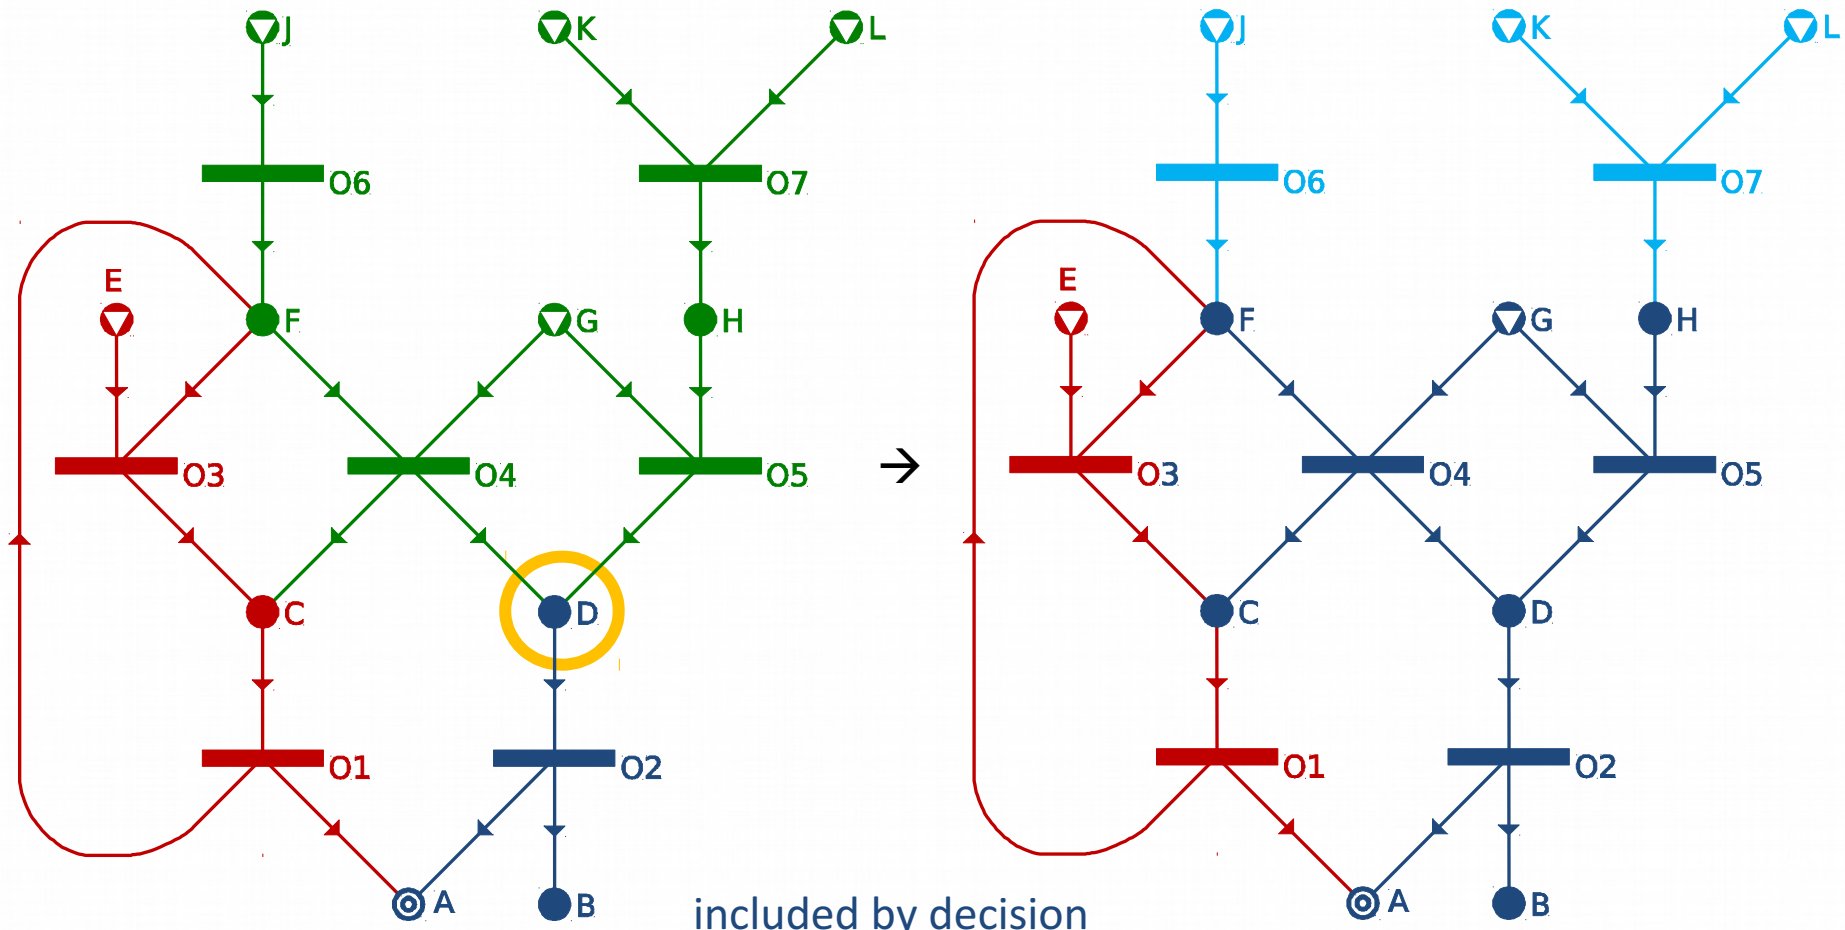 J K L J K L
O6 O7 O6 O7
E E
F G H F G H
O3 O4 O5 → O3 O4 O5
C D C D
O1 O2 O1 O2
A B A B
included by decision